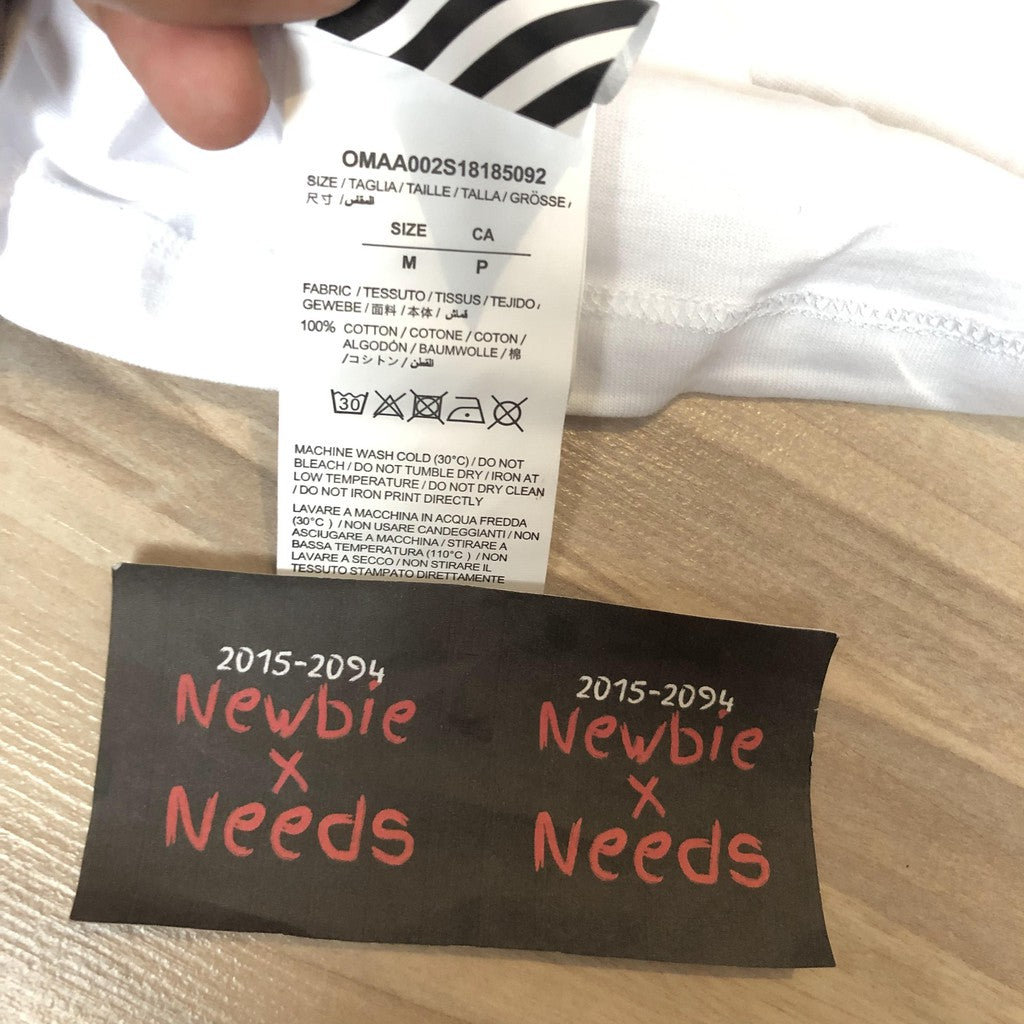 OMAA002S18185092
SIZE / TAGLIA / TAILLE / TALLA / GRÖSSE /
尺寸 / المقاس
SIZE CA
M P
FABRIC / TESSUTO / TISSUS / TEJIDO /
GEWEBE / 面料 / 本体 / قماش
100% COTTON / COTONE / COTON /
ALGODÓN / BAUMWOLLE / 棉
/コシトン / القطن
30
MACHINE WASH COLD (30°C) / DO NOT
BLEACH / DO NOT TUMBLE DRY / IRON AT
LOW TEMPERATURE / DO NOT DRY CLEAN
/ DO NOT IRON PRINT DIRECTLY
LAVARE A MACCHINA IN ACQUA FREDDA
(30°C ) / NON USARE CANDEGGIANTI / NON
ASCIUGARE A MACCHINA / STIRARE A
BASSA TEMPERATURA (110°C ) / NON
LAVARE A SECCO / NON STIRARE IL
TESSUTO STAMPATO DIRETTAMENTE
2015-2094
Newbie
x
Needs
2015-2094
Newbie
x
Needs